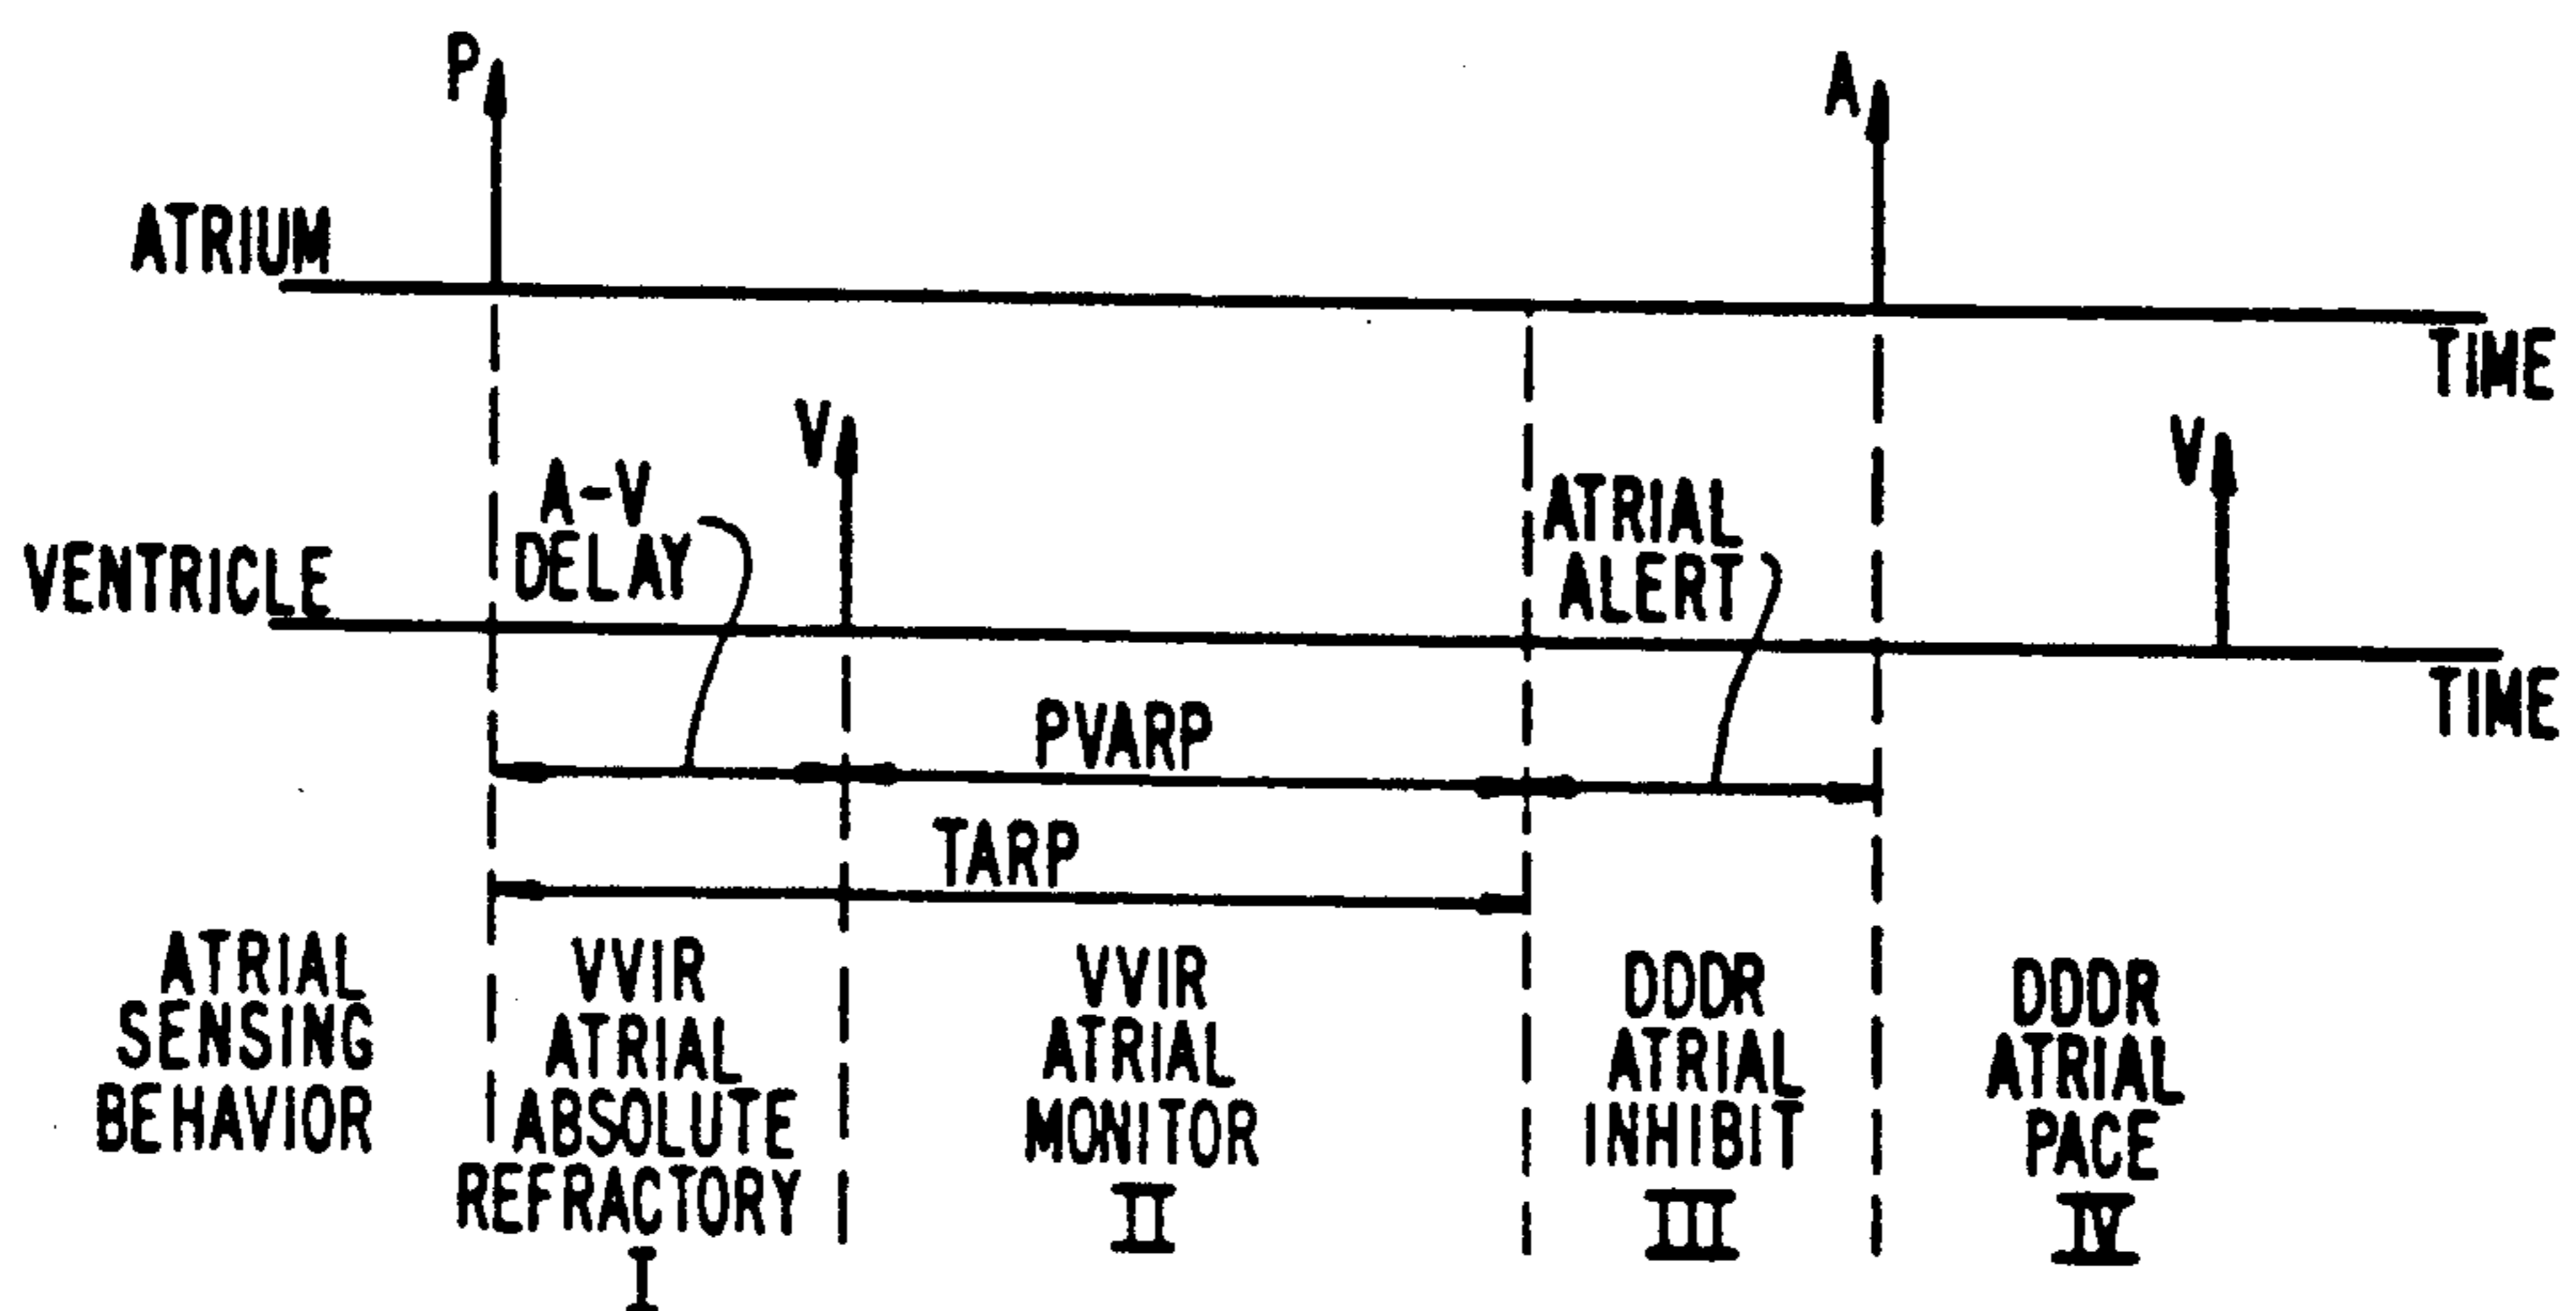 P
A
ATRIUM
TIME
V
V
A-V
DELAY
ATRIAL
ALERT
VENTRICLE
TIME
PVARP
TARP
ATRIAL
SENSING
BEHAVIOR
VVIR
ATRIAL
ABSOLUTE
REFRACTORY
I
VVIR
ATRIAL
MONITOR
II
DDDR
ATRIAL
INHIBIT
III
DDDR
ATRIAL
PACE
IV